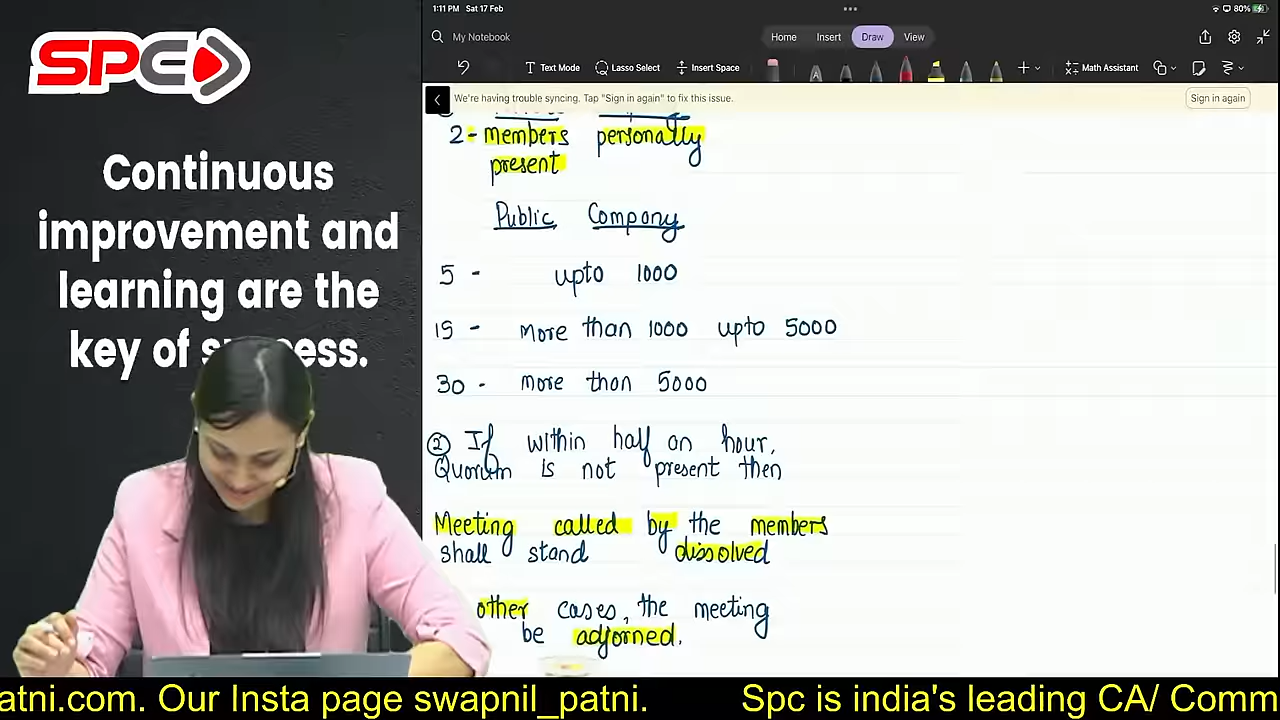 1:11 PM Sat 17 Feb
80%
SPC
My Notebook
Home Insert Draw View
Text Mode Lasso Select Insert Space Math Assistant
We're having trouble syncing. Tap "Sign in again" to fix this issue.
Sign in again
Continuous
improvement and
learning are the
key of success.
2 - members personally
present
Public Company
5 - upto 1000
15 - More than 1000 upto 5000
30 - More than 5000
② If within half an hour,
Quorum is not present then
Meeting called by the members
shall stand dissolved
other cases, the meeting
be adjorned.
atni.com. Our Insta page swapnil_patni. Spc is india's leading CA/ Comm